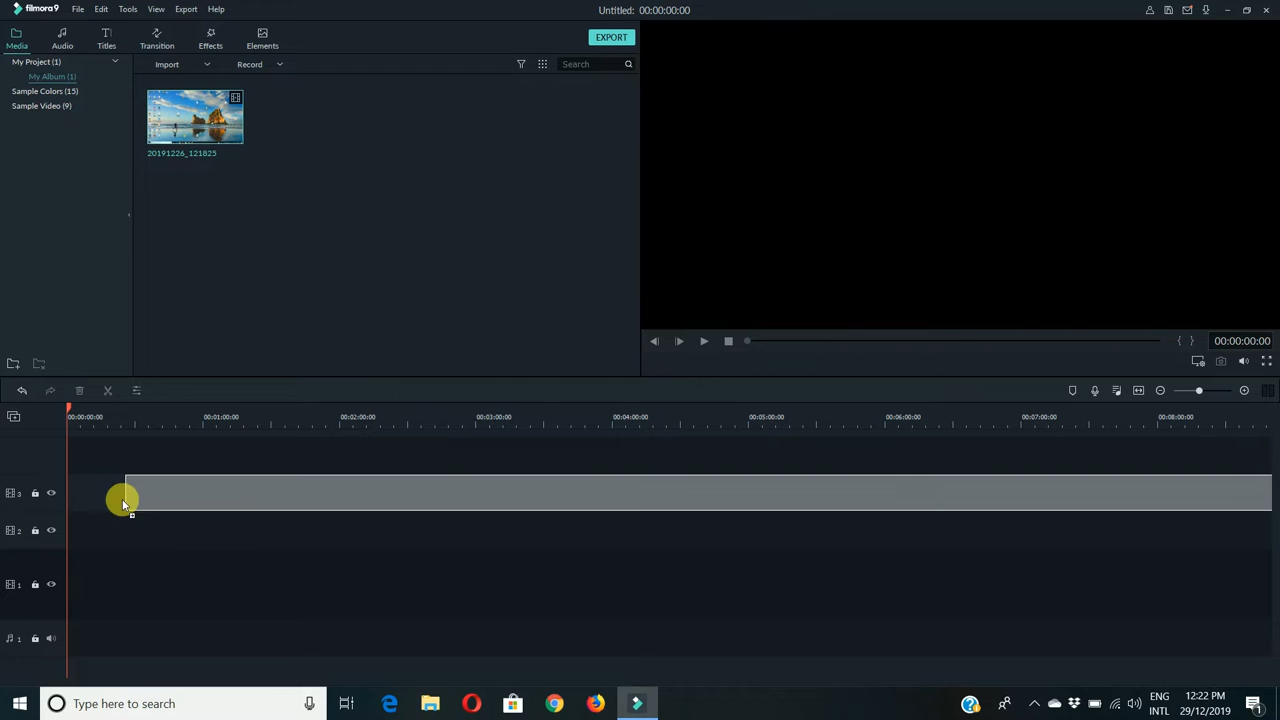 filmora9 File Edit Tools View Export Help Untitled: 00:00:00:00
Media Audio Titles Transition Effects Elements EXPORT
My Project (1) Import Record Search
My Album (1)
Sample Colors (15)
Sample Video (9)
20191226_121825
00:00:00:00
00:00:00:00 00:01:00:00 00:02:00:00 00:03:00:00 00:04:00:00 00:05:00:00 00:06:00:00 00:07:00:00 00:08:00:00
3
2
1
1
Type here to search ENG 12:22 PM
INTL 29/12/2019 1